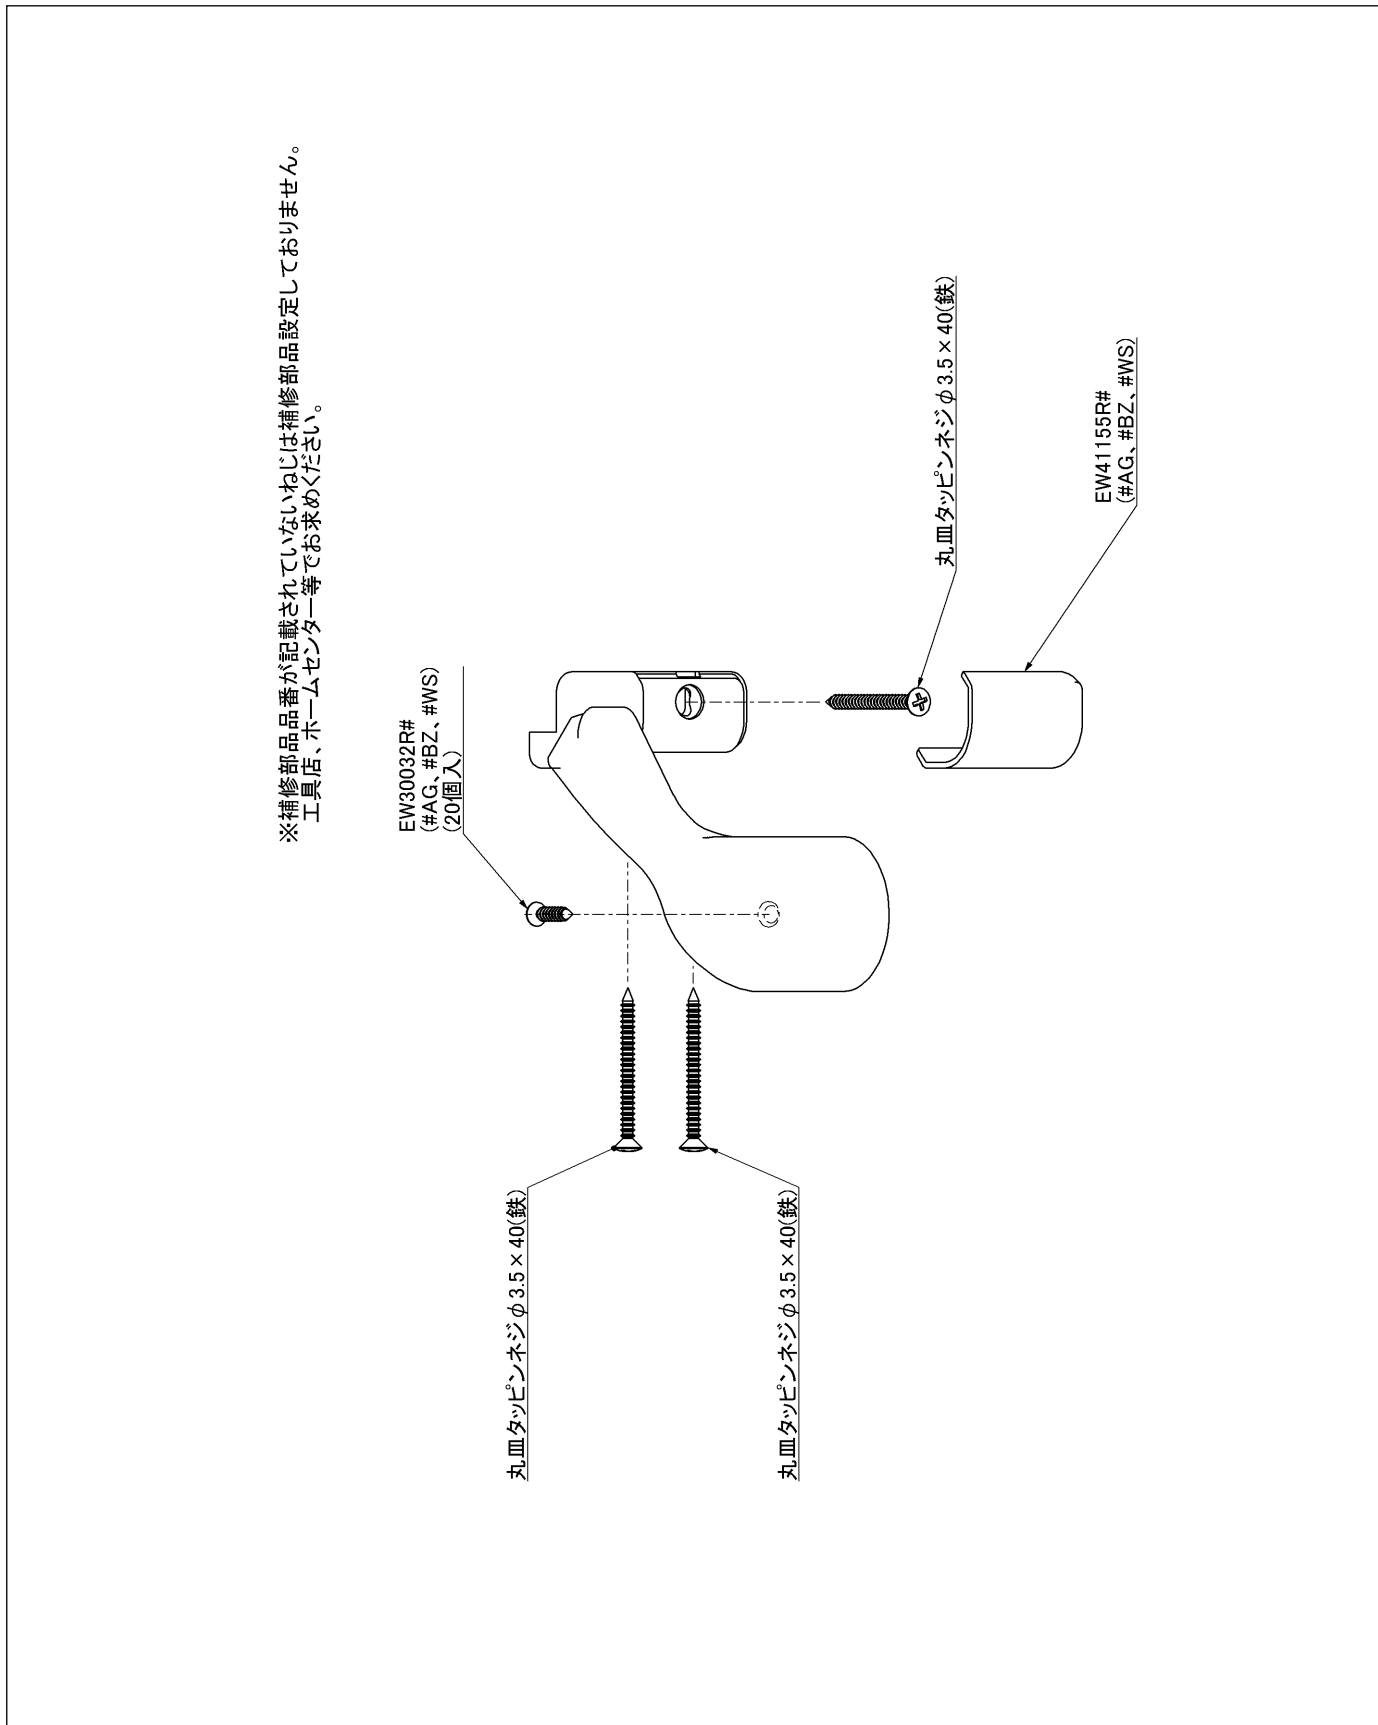 ※補修部品品番が記載されていないねじは補修部品設定しておりません。
工具店、ホームセンター等でお求めください。
EW30032R#
(#AG、#BZ、#WS)
(20個入)
丸皿タッピンネジφ3.5×40(鉄)
丸皿タッピンネジφ3.5×40(鉄)
丸皿タッピンネジφ3.5×40(鉄)
EW41155R#
(#AG、#BZ、#WS)